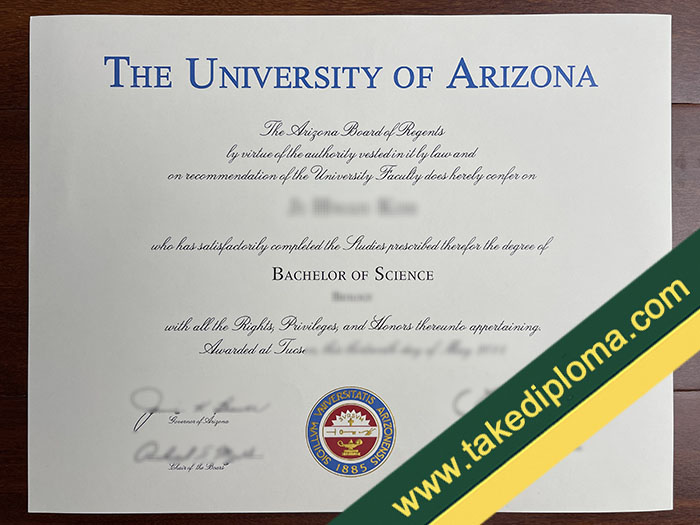 THE UNIVERSITY OF ARIZONA
The Arizona Board of Regents
by virtue of the authority vested in it by law and
on recommendation of the University Faculty does hereby confer on
who has satisfactorily completed the Studies prescribed therefor the degree of
BACHELOR OF SCIENCE
with all the Rights, Privileges, and Honors thereunto appertaining.
Awarded at
Governor of Arizona
Chair of the Board
SIGILLVM VNIVERSITATIS ARIZONENSIS
1885
www.takediploma.com